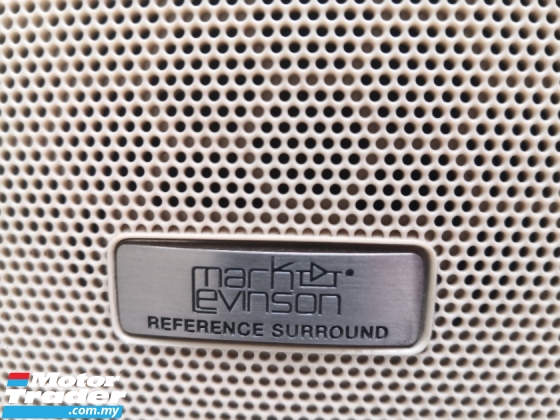 mark
Levinson
REFERENCE SURROUND
Motor
Trader
.com.my